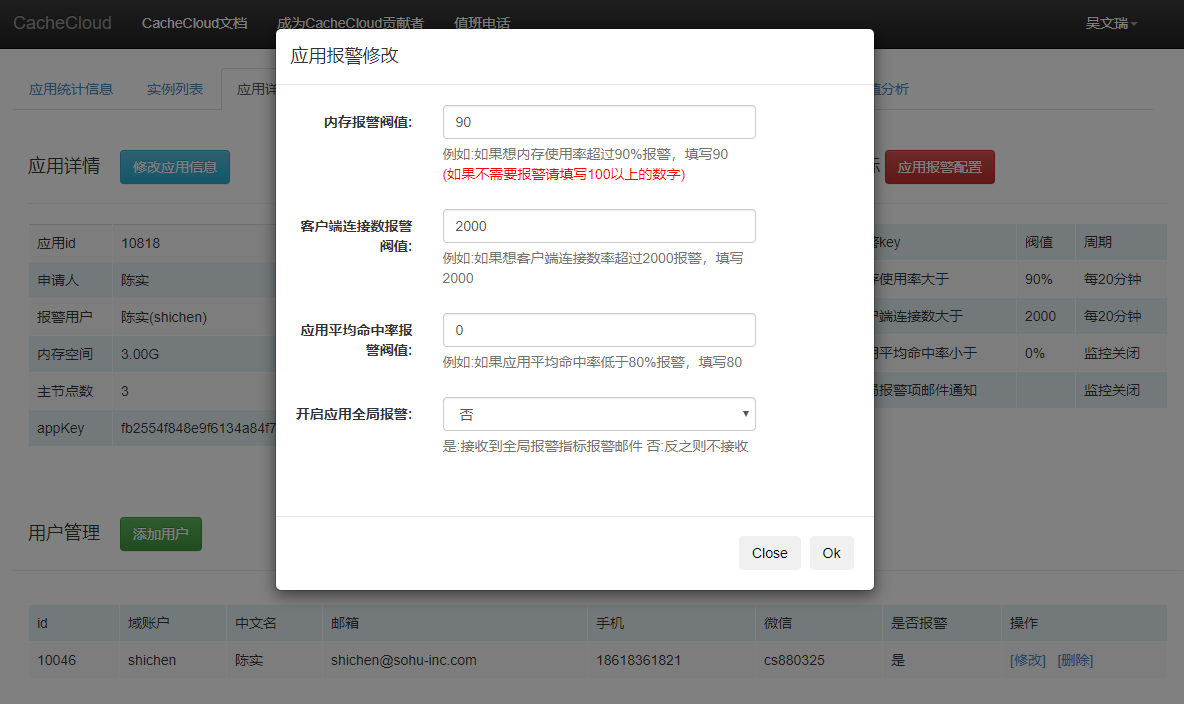 CacheCloud CacheCloud文档 成为CacheCloud贡献者 值班电话 吴文瑞
应用统计信息 实例列表 应用详 值分析
应用报警修改
应用详情 修改应用信息 应用报警配置
内存报警阀值: 90
例如:如果想内存使用率超过90%报警，填写90
(如果不需要报警请填写100以上的数字)
客户端连接数报警
阀值: 2000
例如:如果想客户端连接数率超过2000报警，填写
2000
应用平均命中率报
警阀值: 0
例如:如果应用平均命中率低于80%报警，填写80
开启应用全局报警: 否
是:接收到全局报警指标报警邮件 否:反之则不接收
Close Ok
应用id 10818
申请人 陈实
报警用户 陈实(shichen)
内存空间 3.00G
主节点数 3
appKey fb2554f848e9f6134a84f7
警key 阀值 周期
存使用率大于 90% 每20分钟
户端连接数大于 2000 每20分钟
用平均命中率小于 0% 监控关闭
局报警项邮件通知 监控关闭
用户管理 添加用户
id 域账户 中文名 邮箱 手机 微信 是否报警 操作
10046 shichen 陈实 shichen@sohu-inc.com 18618361821 cs880325 是 [修改] [删除]